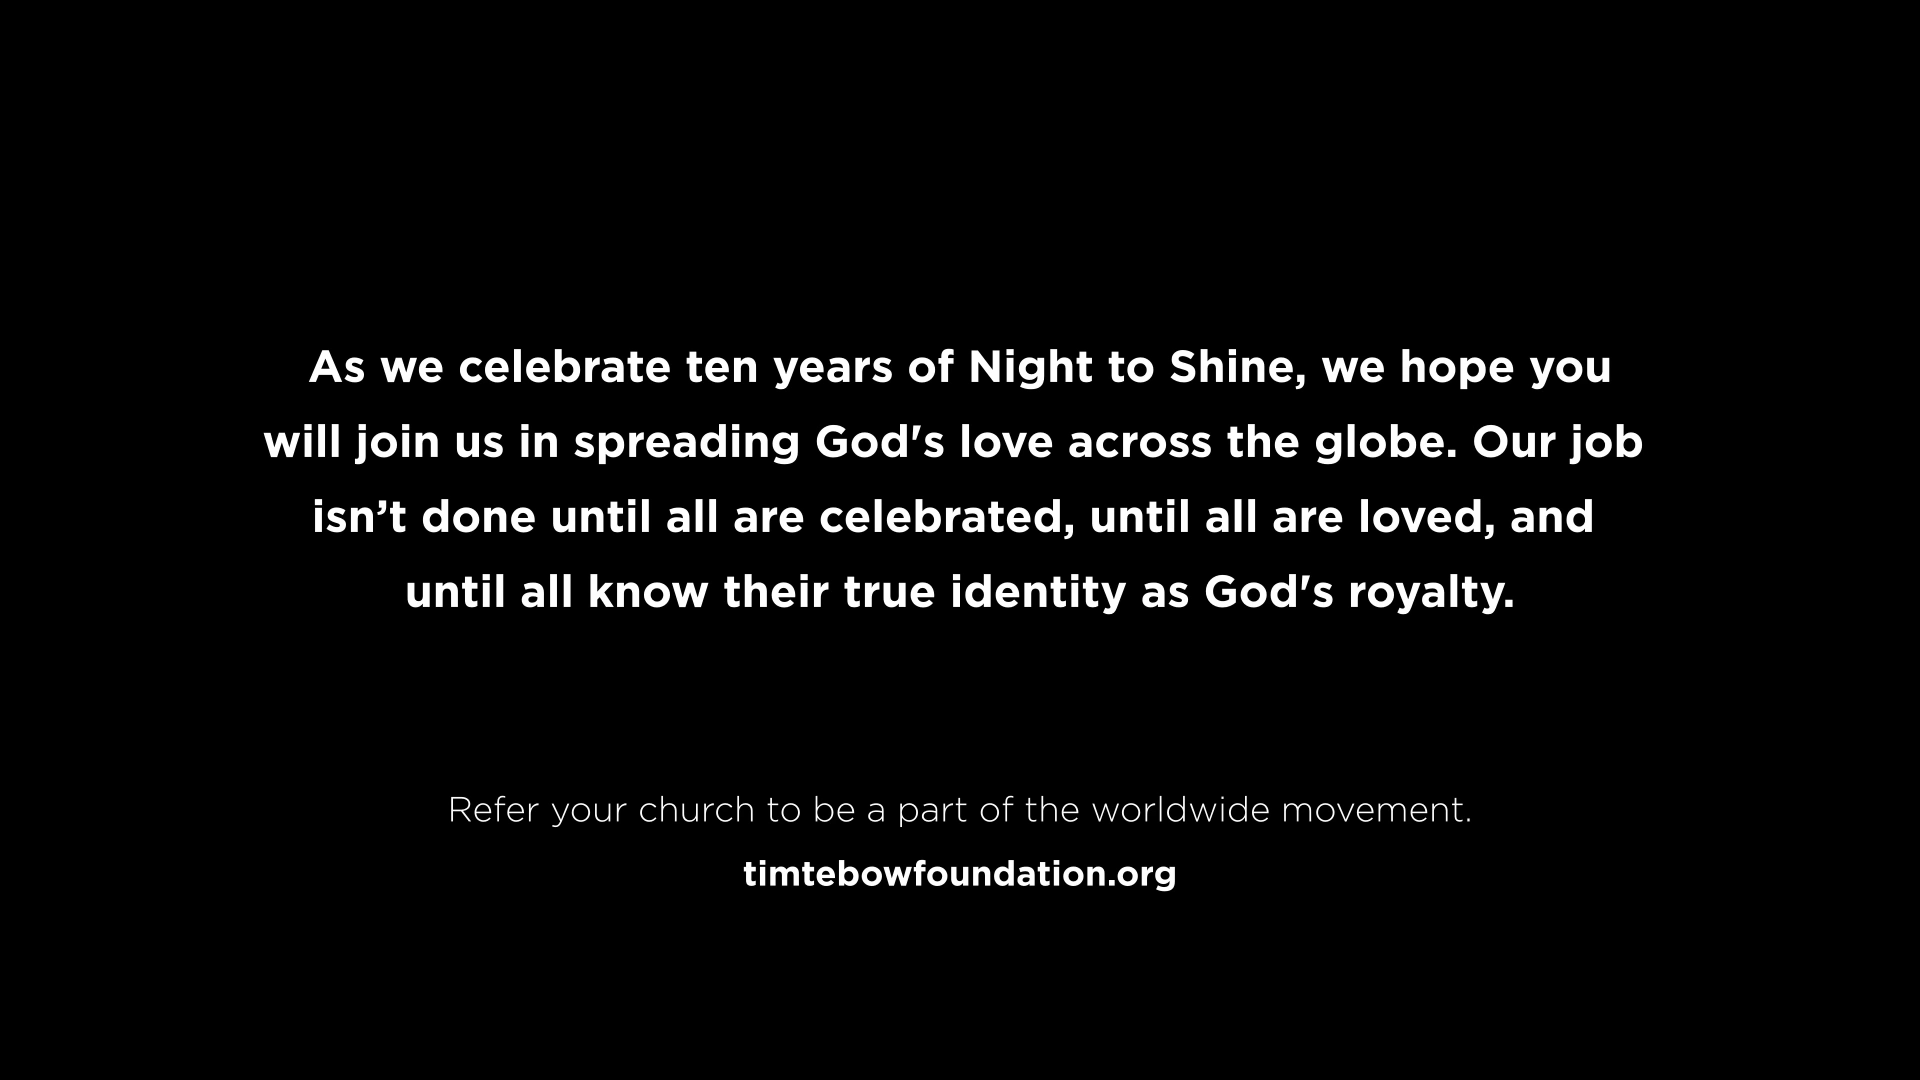 As we celebrate ten years of Night to Shine, we hope you
will join us in spreading God's love across the globe. Our job
isn’t done until all are celebrated, until all are loved, and
until all know their true identity as God's royalty.
Refer your church to be a part of the worldwide movement.
timtebowfoundation.org